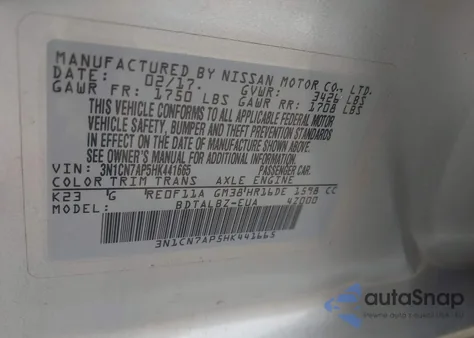 MANUFACTURED BY NISSAN MOTOR CO., LTD.
DATE: 02/17. GVWR: 3426 LBS
GAWR FR: 1750 LBS GAWR RR: 1708 LBS
THIS VEHICLE CONFORMS TO ALL APPLICABLE FEDERAL MOTOR
VEHICLE SAFETY, BUMPER AND THEFT PREVENTION STANDARDS
IN EFFECT ON THE DATE OF MANUFACTURE SHOWN ABOVE.
SEE OWNER'S MANUAL FOR ADDITIONAL INFORMATION.
VIN: 3N1CN7AP5HK441665 PASSENGER CAR.
COLOR TRIM TRANS AXLE ENGINE
K23 G RE0F11A GM38 HR16DE 1598 CC
MODEL: BDTALBZ-EUA 42000
3N1CN7AP5HK441665
autoSnap